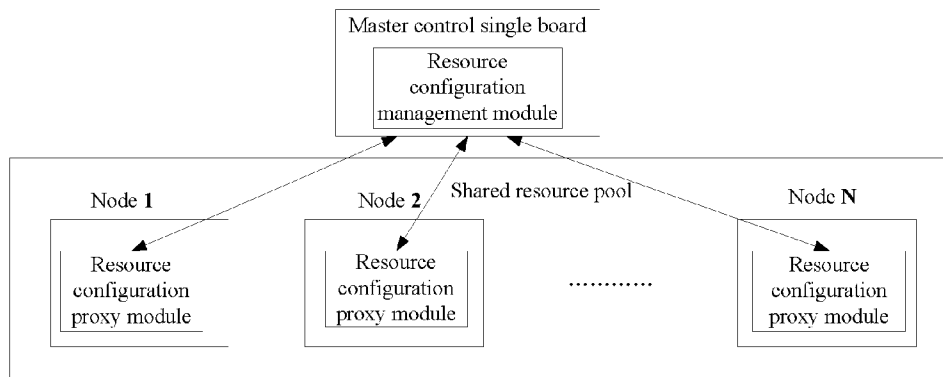 Master control single board
Resource
configuration
management module
Shared resource pool
Node 1
Resource
configuration
proxy module
Node 2
Resource
configuration
proxy module
............
Node N
Resource
configuration
proxy module